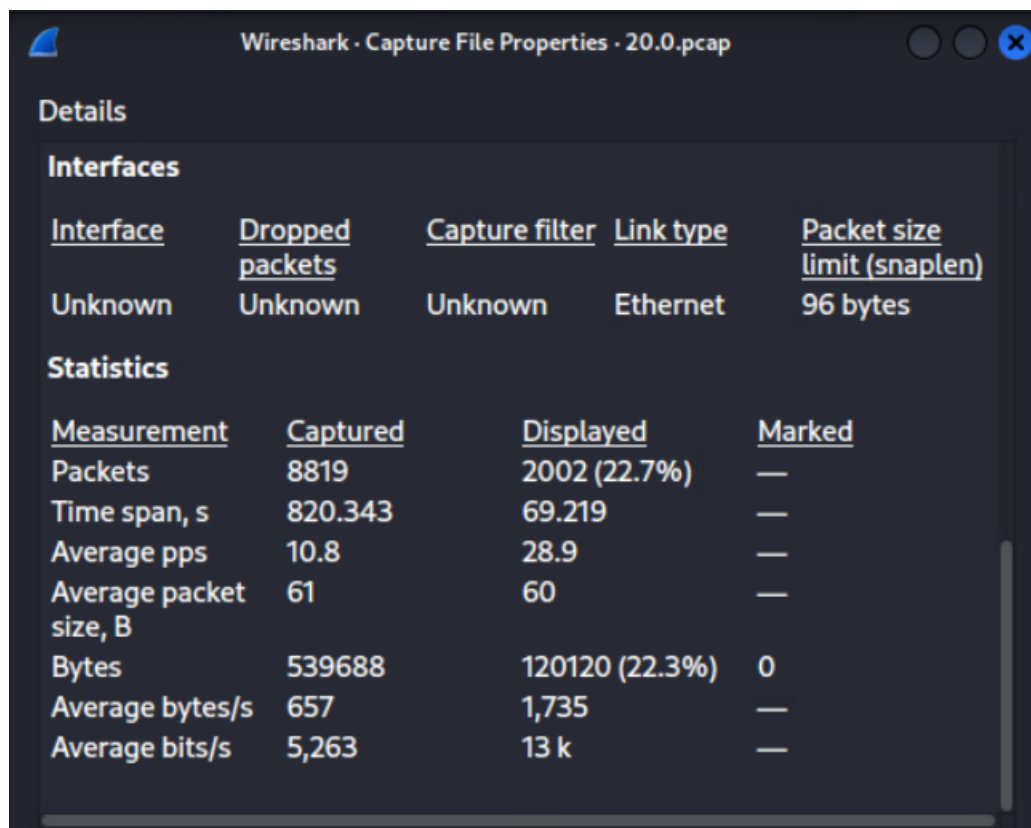 Wireshark · Capture File Properties · 20.0.pcap
Details
Interfaces
Interface Dropped packets Capture filter Link type Packet size limit (snaplen)
Unknown Unknown Unknown Ethernet 96 bytes
Statistics
Measurement Captured Displayed Marked
Packets 8819 2002 (22.7%) —
Time span, s 820.343 69.219 —
Average pps 10.8 28.9 —
Average packet size, B 61 60 —
Bytes 539688 120120 (22.3%) 0
Average bytes/s 657 1,735 —
Average bits/s 5,263 13 k —